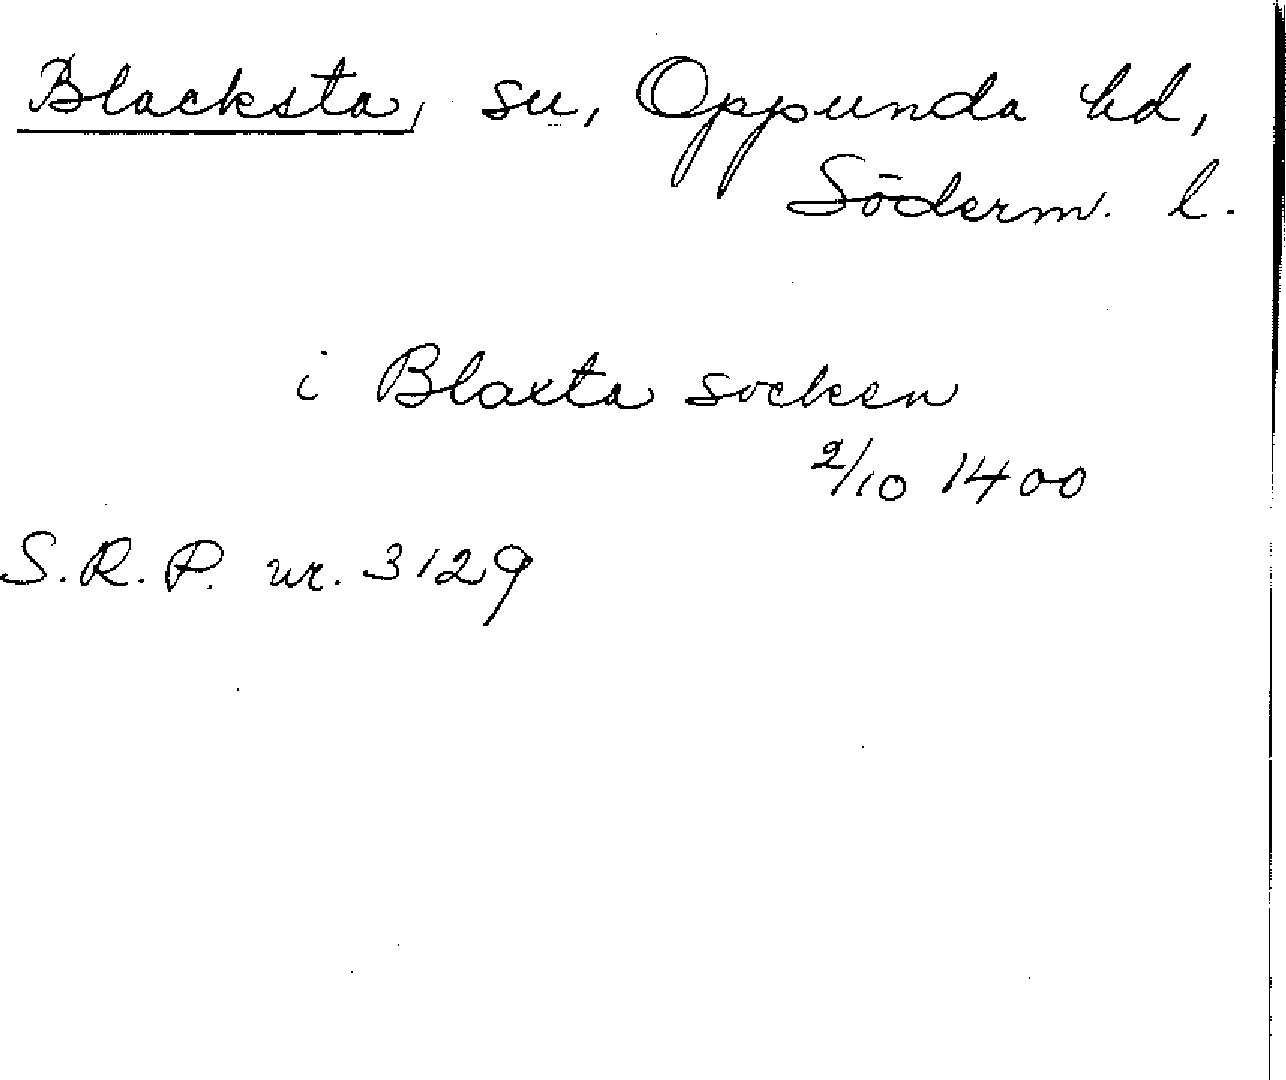 Blacksta, sn, Oppunda hd,
Söderm. l.
i Blaxta socken
2/10 1400
S.R.P. nr. 3129